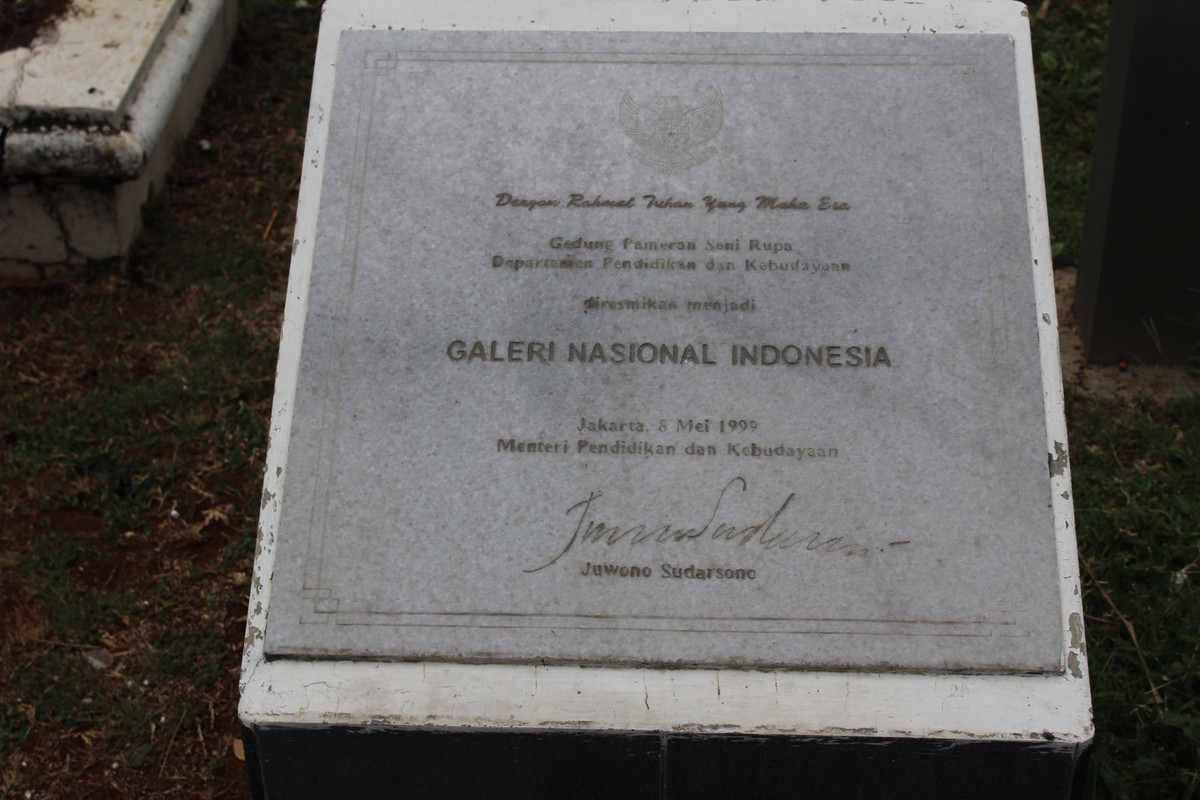 Dengan Rahmat Tuhan Yang Maha Esa
Gedung Pameran Seni Rupa
Departemen Pendidikan dan Kebudayaan
diresmikan menjadi
GALERI NASIONAL INDONESIA
Jakarta, 8 Mei 1999
Menteri Pendidikan dan Kebudayaan
Juwono Sudarsono